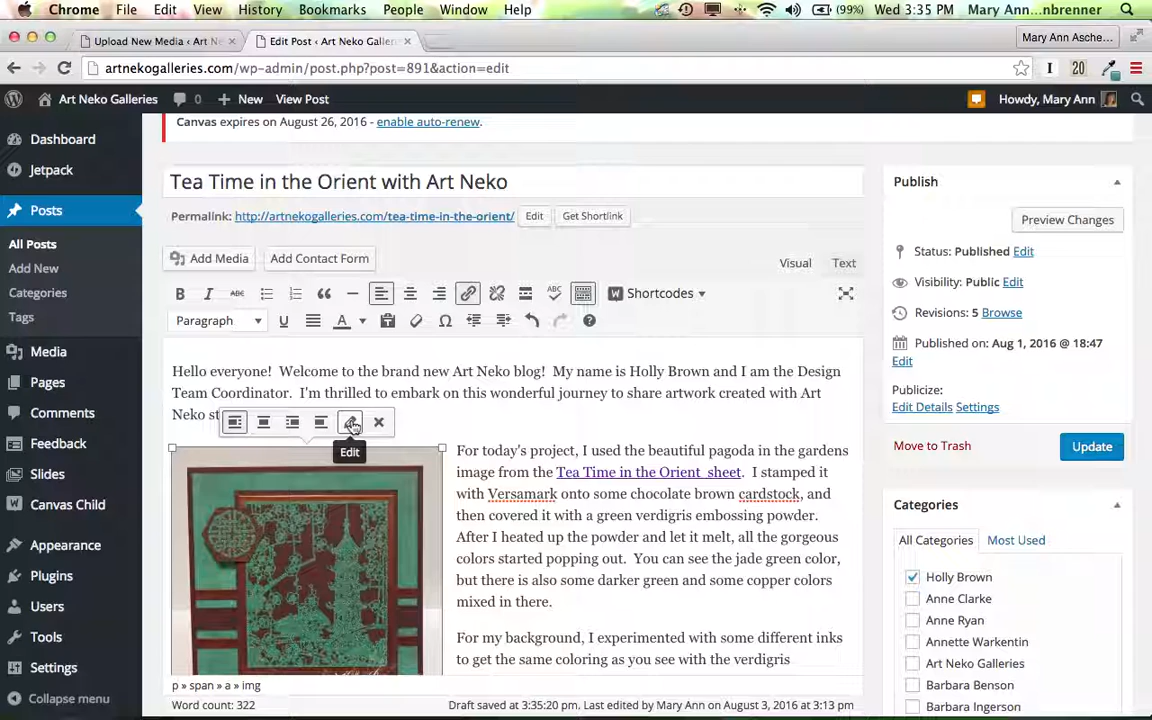 Chrome File Edit View History Bookmarks People Window Help (99%) Wed 3:35 PM Mary Ann...nbrenner
Upload New Media ‹ Art Ne × Edit Post ‹ Art Neko Galler × Mary Ann Asche...
artnekogalleries.com/wp-admin/post.php?post=891&action=edit 20
Art Neko Galleries 0 New View Post Howdy, Mary Ann
Canvas expires on August 26, 2016 - enable auto-renew.
Dashboard
Jetpack
Posts
All Posts
Add New
Categories
Tags
Media
Pages
Comments
Feedback
Slides
Canvas Child
Appearance
Plugins
Users
Tools
Settings
Collapse menu
Tea Time in the Orient with Art Neko
Permalink: http://artnekogalleries.com/tea-time-in-the-orient/ Edit Get Shortlink
Add Media Add Contact Form
Visual Text
B I ABC ABC Shortcodes
Paragraph U A
Hello everyone! Welcome to the brand new Art Neko blog! My name is Holly Brown and I am the Design
Team Coordinator. I'm thrilled to embark on this wonderful journey to share artwork created with Art
Neko st
Edit
For today's project, I used the beautiful pagoda in the gardens
image from the Tea Time in the Orient sheet. I stamped it
with Versamark onto some chocolate brown cardstock, and
then covered it with a green verdigris embossing powder.
After I heated up the powder and let it melt, all the gorgeous
colors started popping out. You can see the jade green color,
but there is also some darker green and some copper colors
mixed in there.
For my background, I experimented with some different inks
to get the same coloring as you see with the verdigris
p » span » a » img
Word count: 322 Draft saved at 3:35:20 pm. Last edited by Mary Ann on August 3, 2016 at 3:13 pm
Publish
Preview Changes
Status: Published Edit
Visibility: Public Edit
Revisions: 5 Browse
Published on: Aug 1, 2016 @ 18:47
Edit
Publicize:
Edit Details Settings
Move to Trash Update
Categories
All Categories Most Used
Holly Brown
Anne Clarke
Anne Ryan
Annette Warkentin
Art Neko Galleries
Barbara Benson
Barbara Ingerson